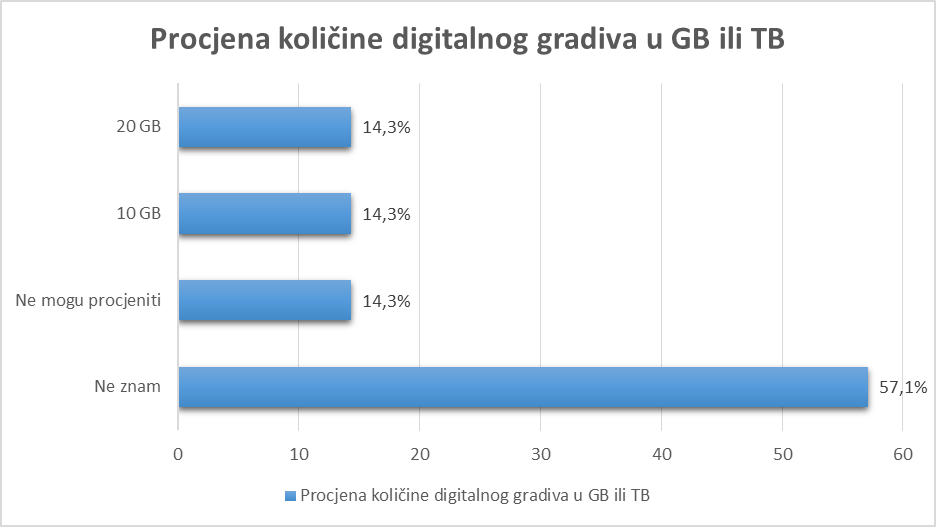 Procjena količine digitalnog gradiva u GB ili TB
20 GB
14,3%
10 GB
14,3%
Ne mogu procjeniti
14,3%
Ne znam
57,1%
0 10 20 30 40 50 60
Procjena količine digitalnog gradiva u GB ili TB